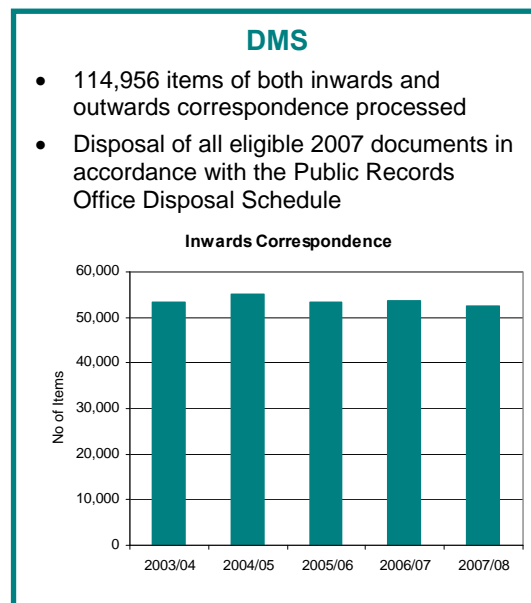 DMS
• 114,956 items of both inwards and
outwards correspondence processed
• Disposal of all eligible 2007 documents in
accordance with the Public Records
Office Disposal Schedule
Inwards Correspondence
60,000
50,000
40,000
30,000
20,000
10,000
0
No of Items
2003/04 2004/05 2005/06 2006/07 2007/08